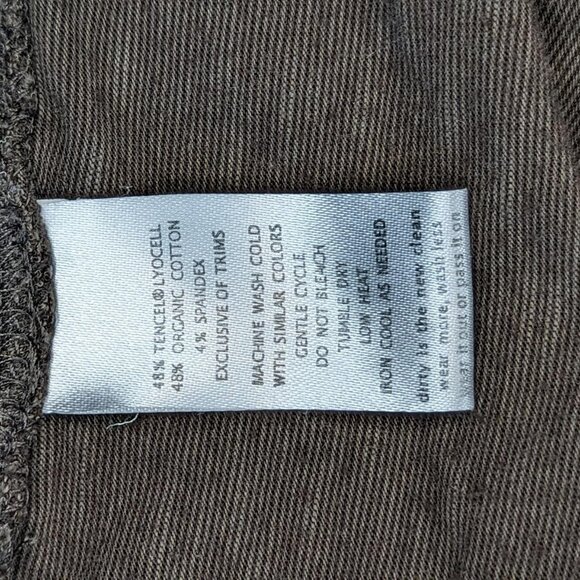 48% TENCEL® LYOCELL
48% ORGANIC COTTON
4% SPANDEX
EXCLUSIVE OF TRIMS
MACHINE WASH COLD
WITH SIMILAR COLORS
GENTLE CYCLE
DO NOT BLEACH
TUMBLE DRY
LOW HEAT
IRON COOL AS NEEDED
dirty is the new clean
wear more, wash less
wear it out or pass it on